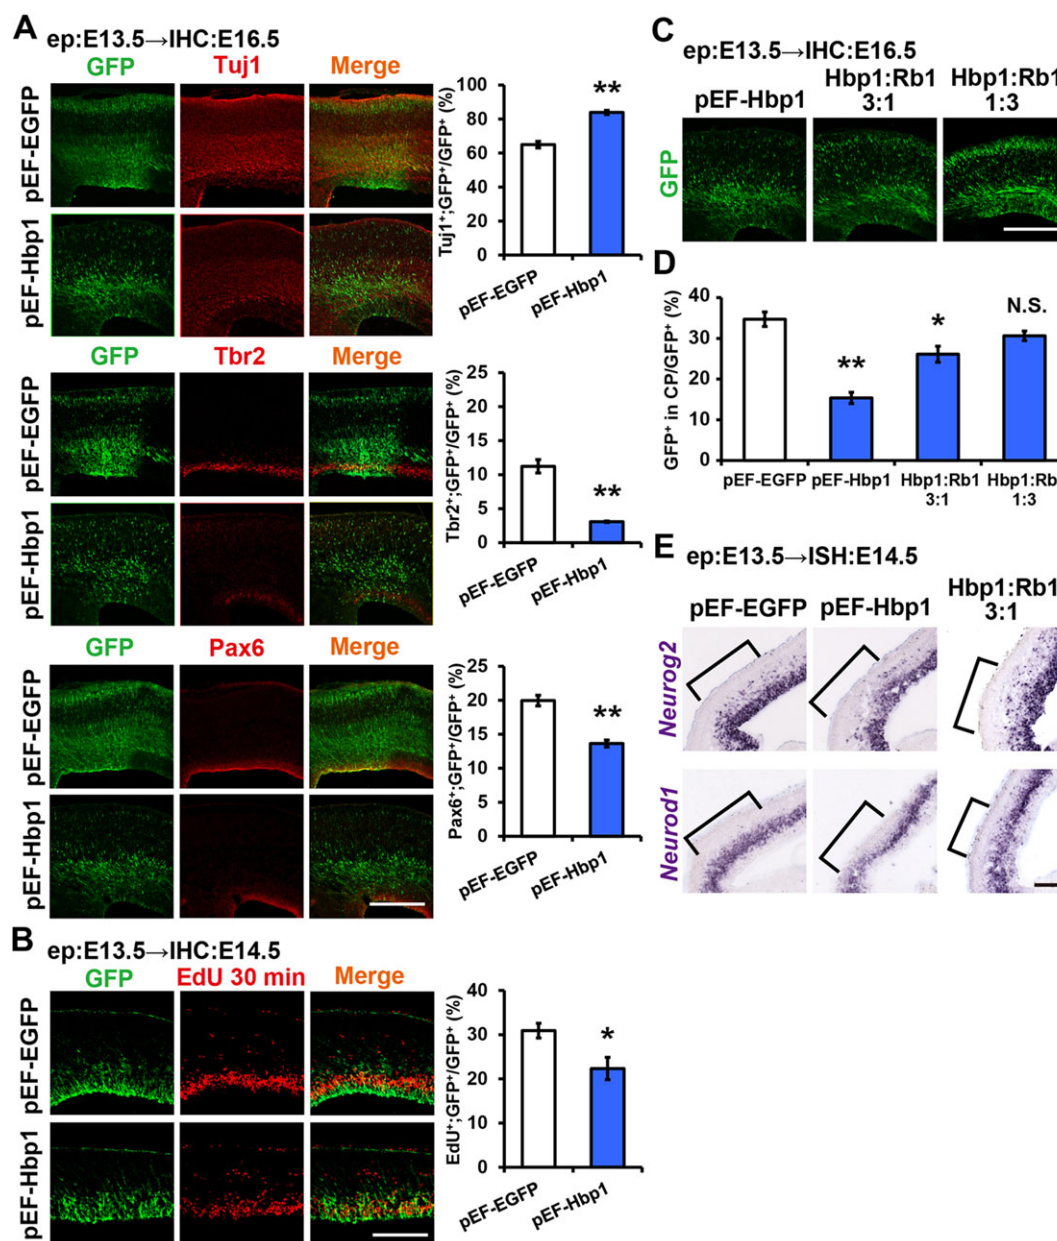 A
ep:E13.5→IHC:E16.5
GFP Tuj1 Merge
pEF-EGFP
pEF-Hbp1
Tuj1⁺;GFP⁺/GFP⁺ (%)
100
80
60
40
20
0
**
pEF-EGFP
pEF-Hbp1
GFP Tbr2 Merge
pEF-EGFP
pEF-Hbp1
Tbr2⁺;GFP⁺/GFP⁺ (%)
25
20
15
10
5
0
**
pEF-EGFP
pEF-Hbp1
GFP Pax6 Merge
pEF-EGFP
pEF-Hbp1
Pax6⁺;GFP⁺/GFP⁺ (%)
25
20
15
10
5
0
**
pEF-EGFP
pEF-Hbp1
B
ep:E13.5→IHC:E14.5
GFP EdU 30 min Merge
pEF-EGFP
pEF-Hbp1
EdU⁺;GFP⁺/GFP⁺ (%)
40
30
20
10
0
*
pEF-EGFP
pEF-Hbp1
C
ep:E13.5→IHC:E16.5
pEF-Hbp1
Hbp1:Rb1
3:1
Hbp1:Rb1
1:3
GFP
D
GFP⁺ in CP/GFP⁺ (%)
40
30
20
10
0
**
*
N.S.
pEF-EGFP
pEF-Hbp1
Hbp1:Rb1
3:1
Hbp1:Rb1
1:3
E
ep:E13.5→ISH:E14.5
pEF-EGFP
pEF-Hbp1
Hbp1:Rb1
3:1
Neurog2
Neurod1